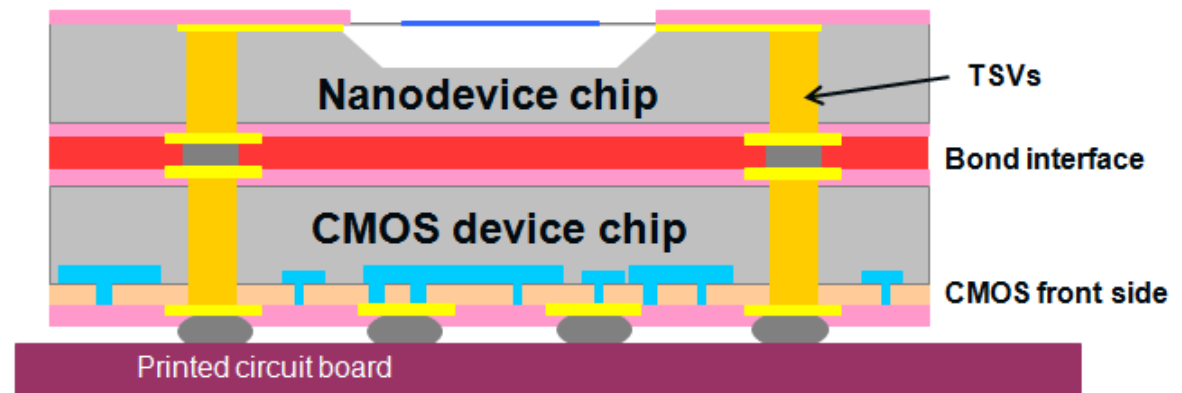 Nanodevice chip
TSVs
Bond interface
CMOS device chip
CMOS front side
Printed circuit board